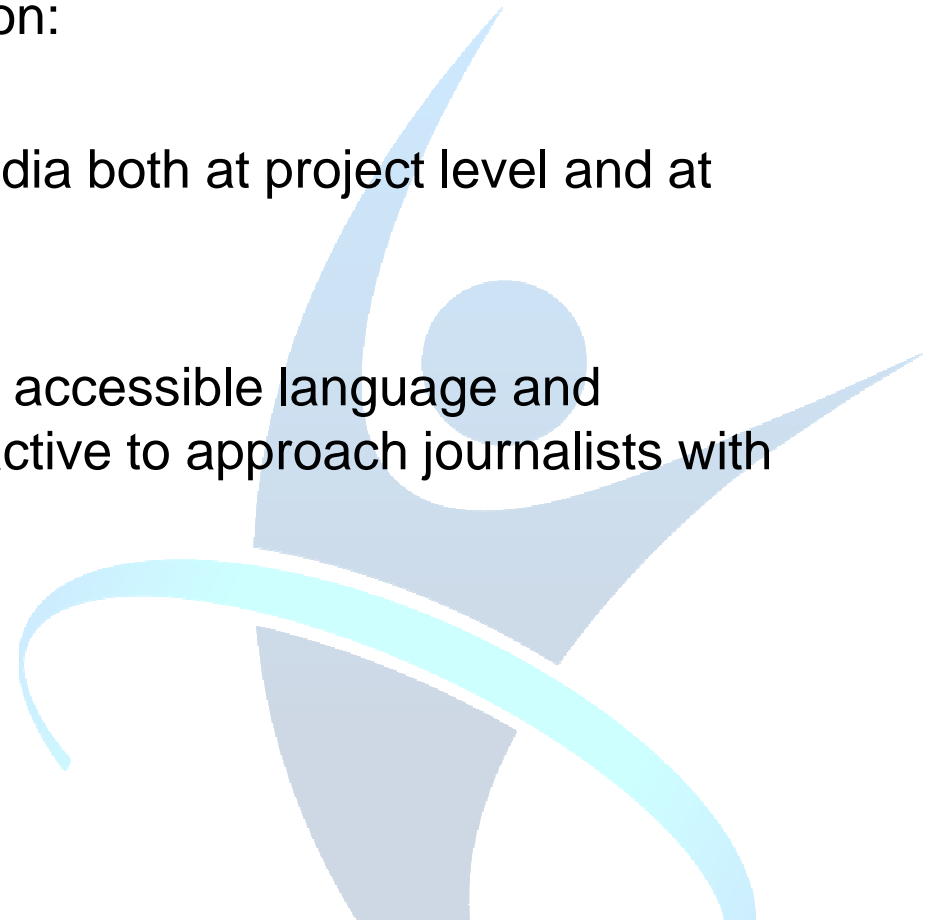 on:
dia both at project level and at
accessible language and
ctive to approach journalists with